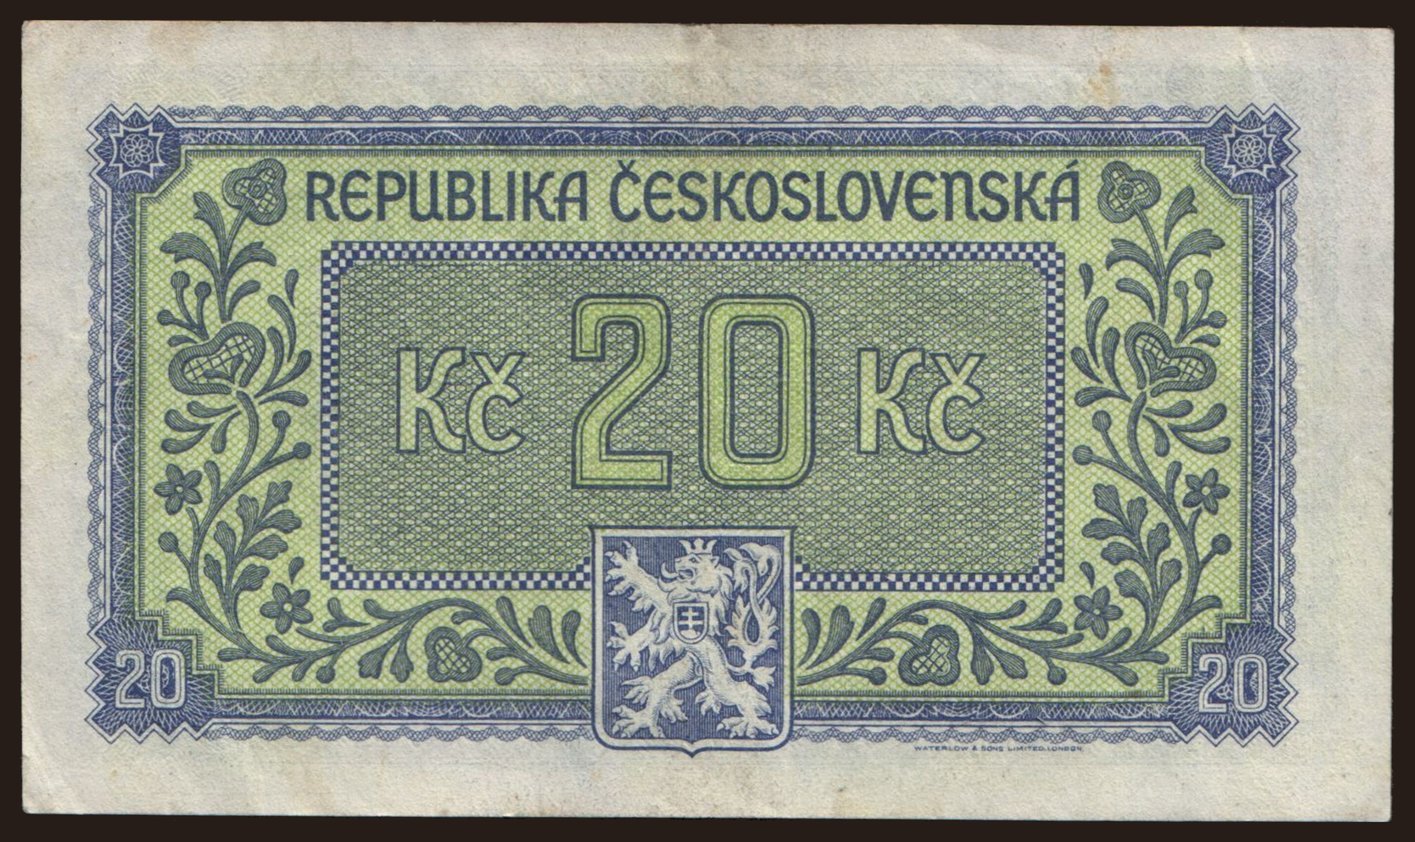 REPUBLIKA ČESKOSLOVENSKÁ
Kč 20 Kč
20 20
WATERLOW & SONS LIMITED, LONDON.